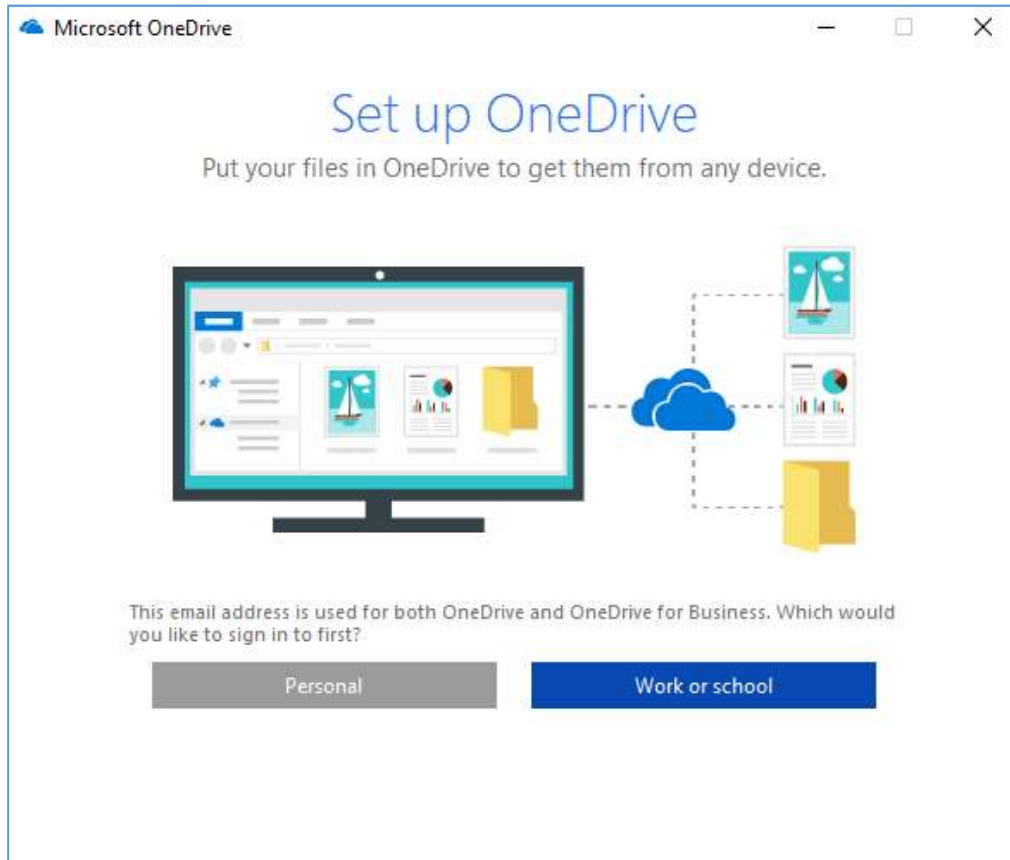 Microsoft OneDrive
Set up OneDrive
Put your files in OneDrive to get them from any device.
This email address is used for both OneDrive and OneDrive for Business. Which would
you like to sign in to first?
Personal
Work or school